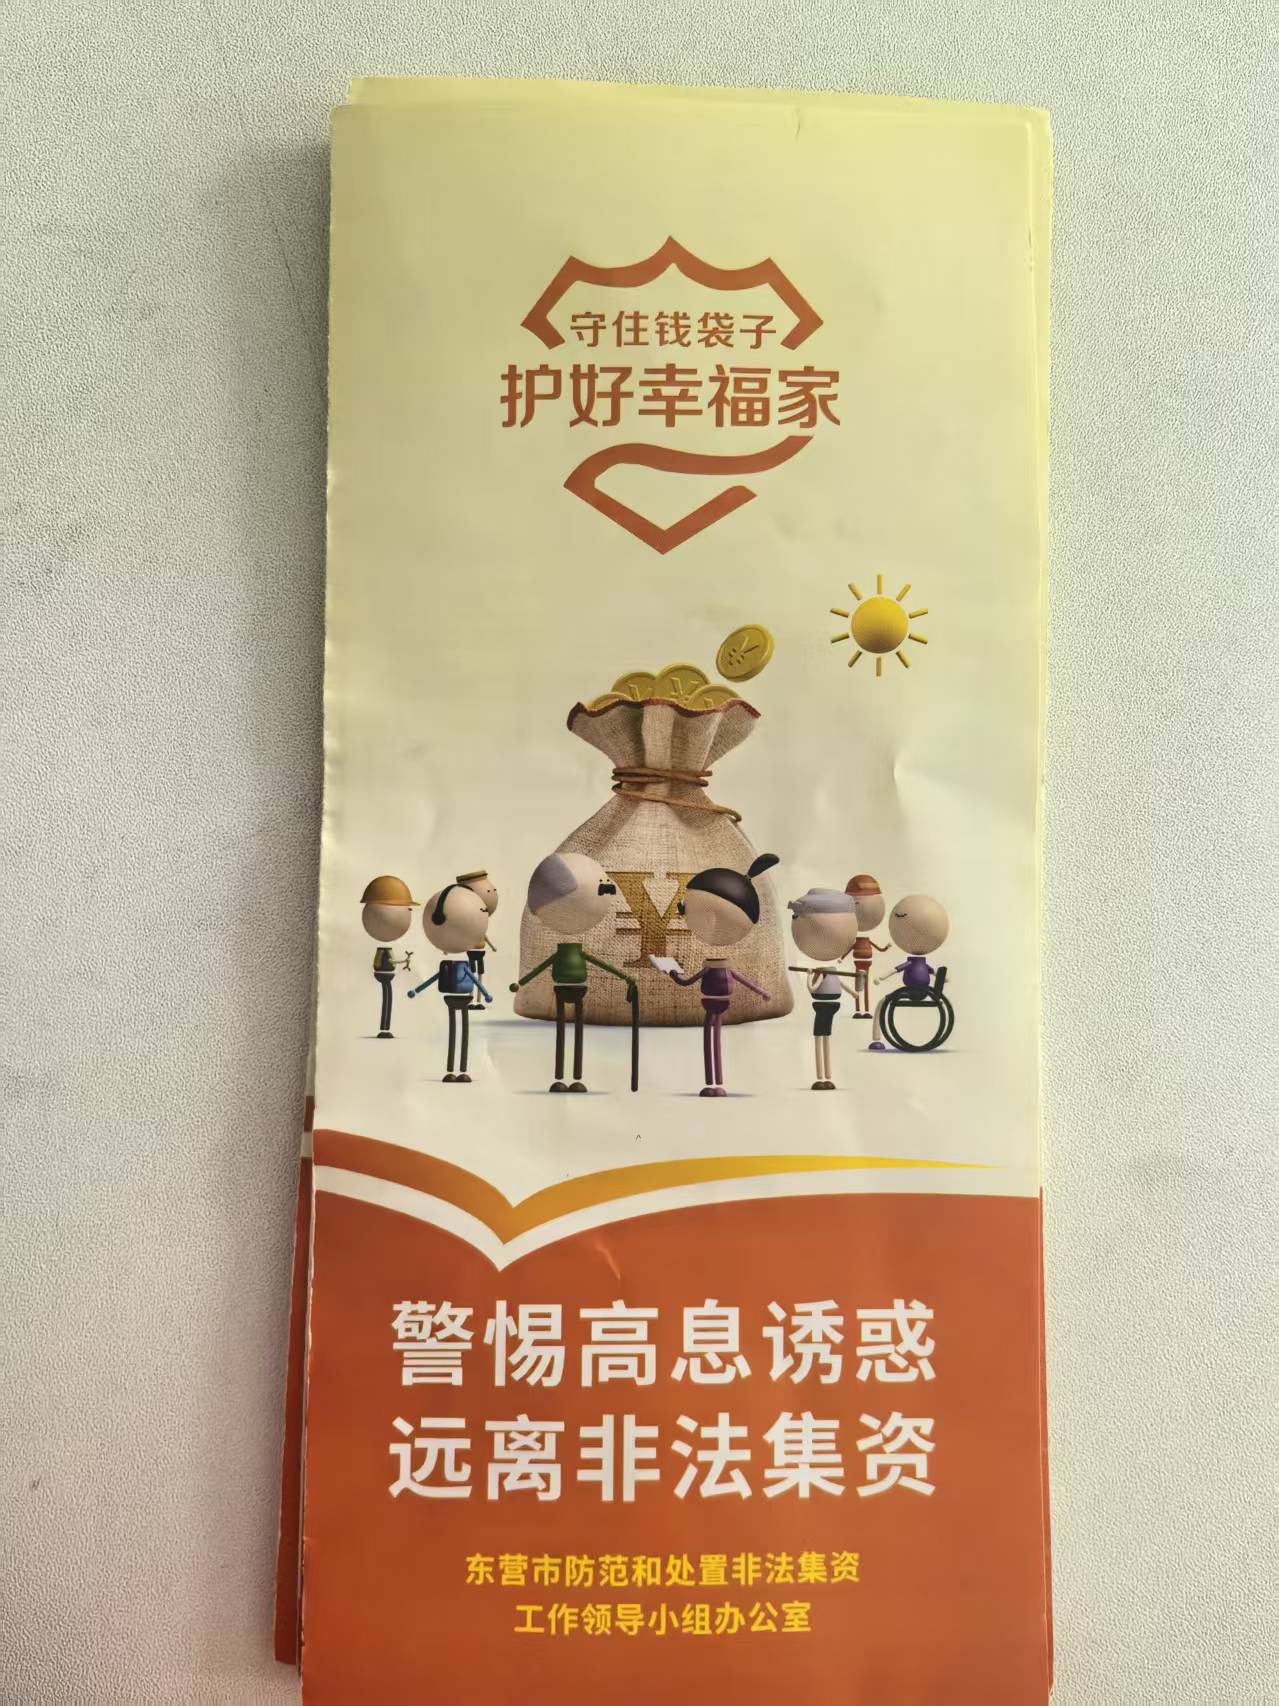 守住钱袋子
护好幸福家
¥
警惕高息诱惑
远离非法集资
东营市防范和处置非法集资
工作领导小组办公室